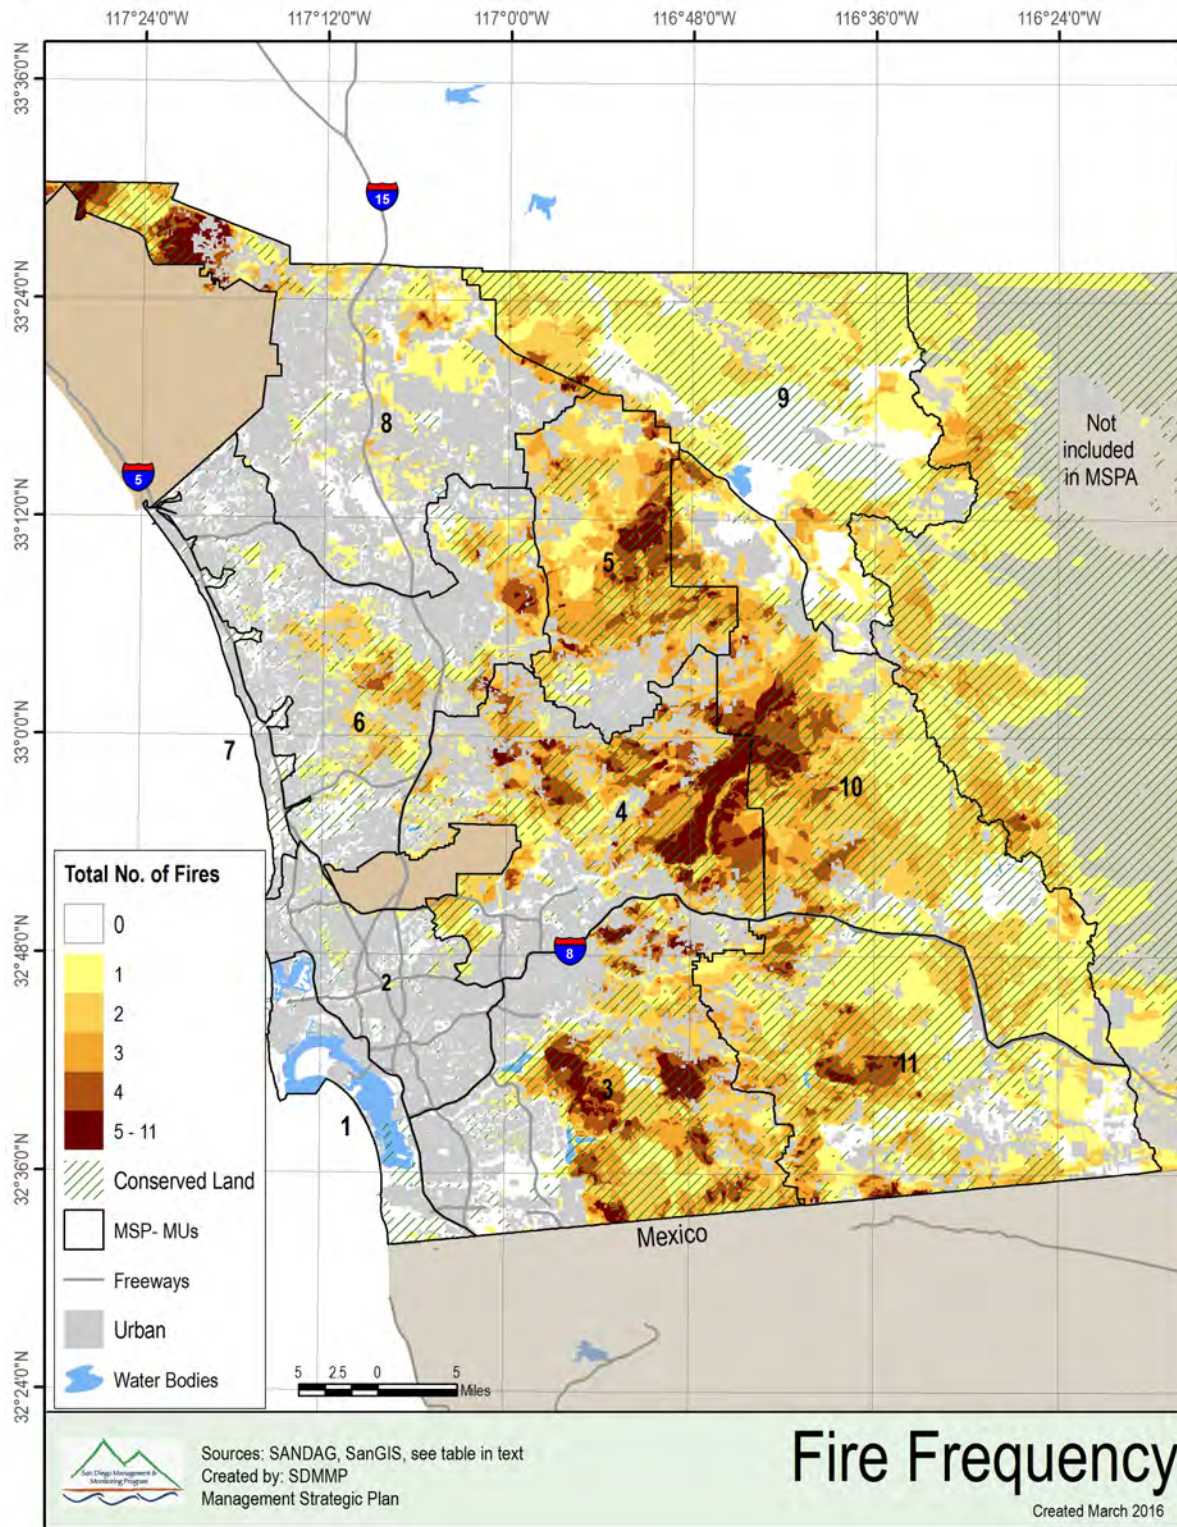 117°24'0"W 117°12'0"W 117°0'0"W 116°48'0"W 116°36'0"W 116°24'0"W
33°36'0"N
33°24'0"N
33°12'0"N
33°0'0"N
32°48'0"N
32°36'0"N
32°24'0"N
15
5
8
9
Not
included
in MSPA
5
6
7
4
10
2
8
3
11
1
Mexico
Total No. of Fires
0
1
2
3
4
5 - 11
Conserved Land
MSP- MUs
Freeways
Urban
Water Bodies
5 2.5 0 5
Miles
San Diego Management &
Monitoring Program
Sources: SANDAG, SanGIS, see table in text
Created by: SDMMP
Management Strategic Plan
Fire Frequency
Created March 2016